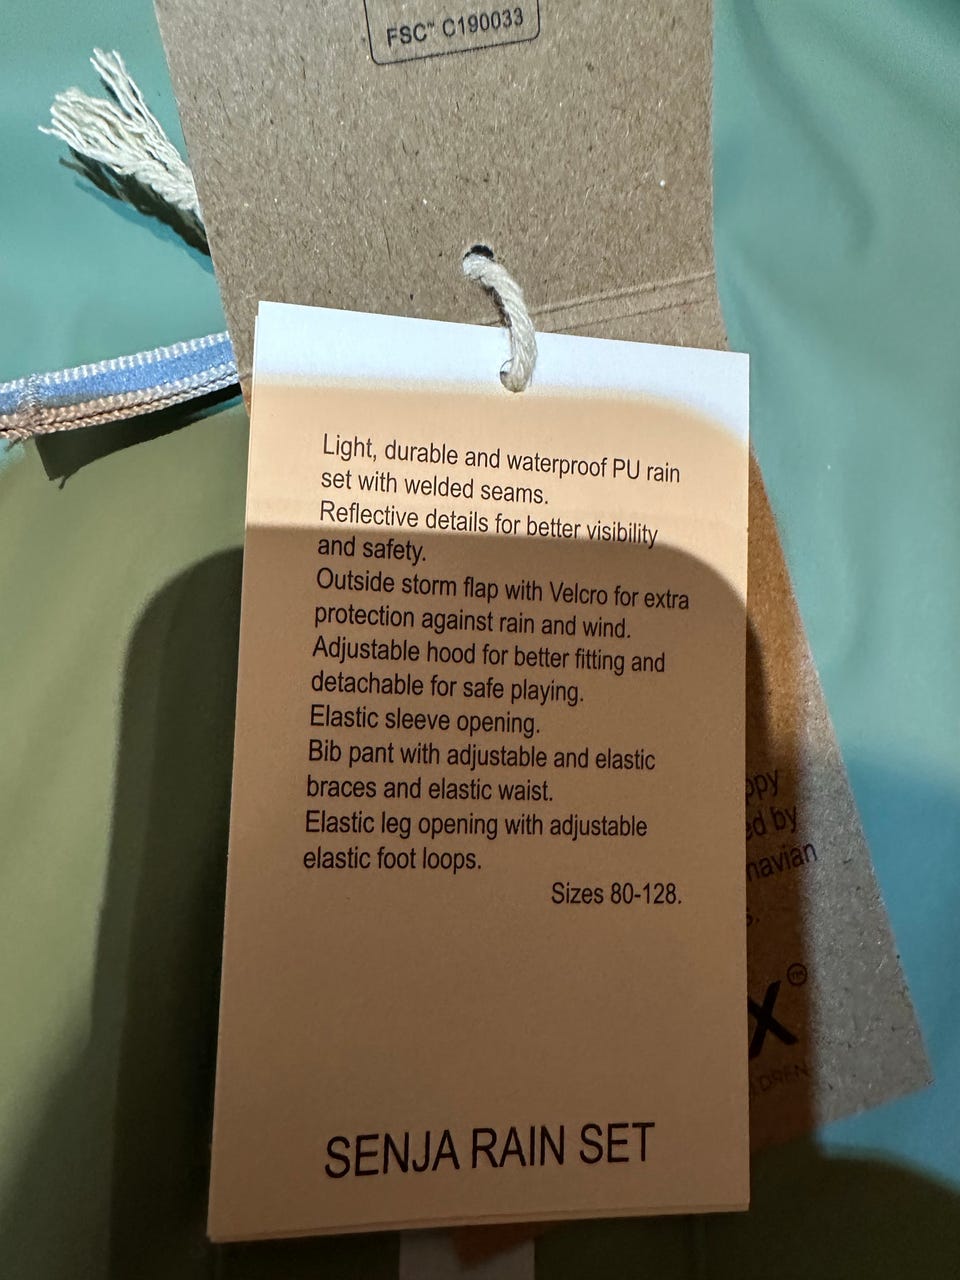 FSC™ C190033
Light, durable and waterproof PU rain
set with welded seams.
Reflective details for better visibility
and safety.
Outside storm flap with Velcro for extra
protection against rain and wind.
Adjustable hood for better fitting and
detachable for safe playing.
Elastic sleeve opening.
Bib pant with adjustable and elastic
braces and elastic waist.
Elastic leg opening with adjustable
elastic foot loops.
Sizes 80-128.
SENJA RAIN SET
by
X™